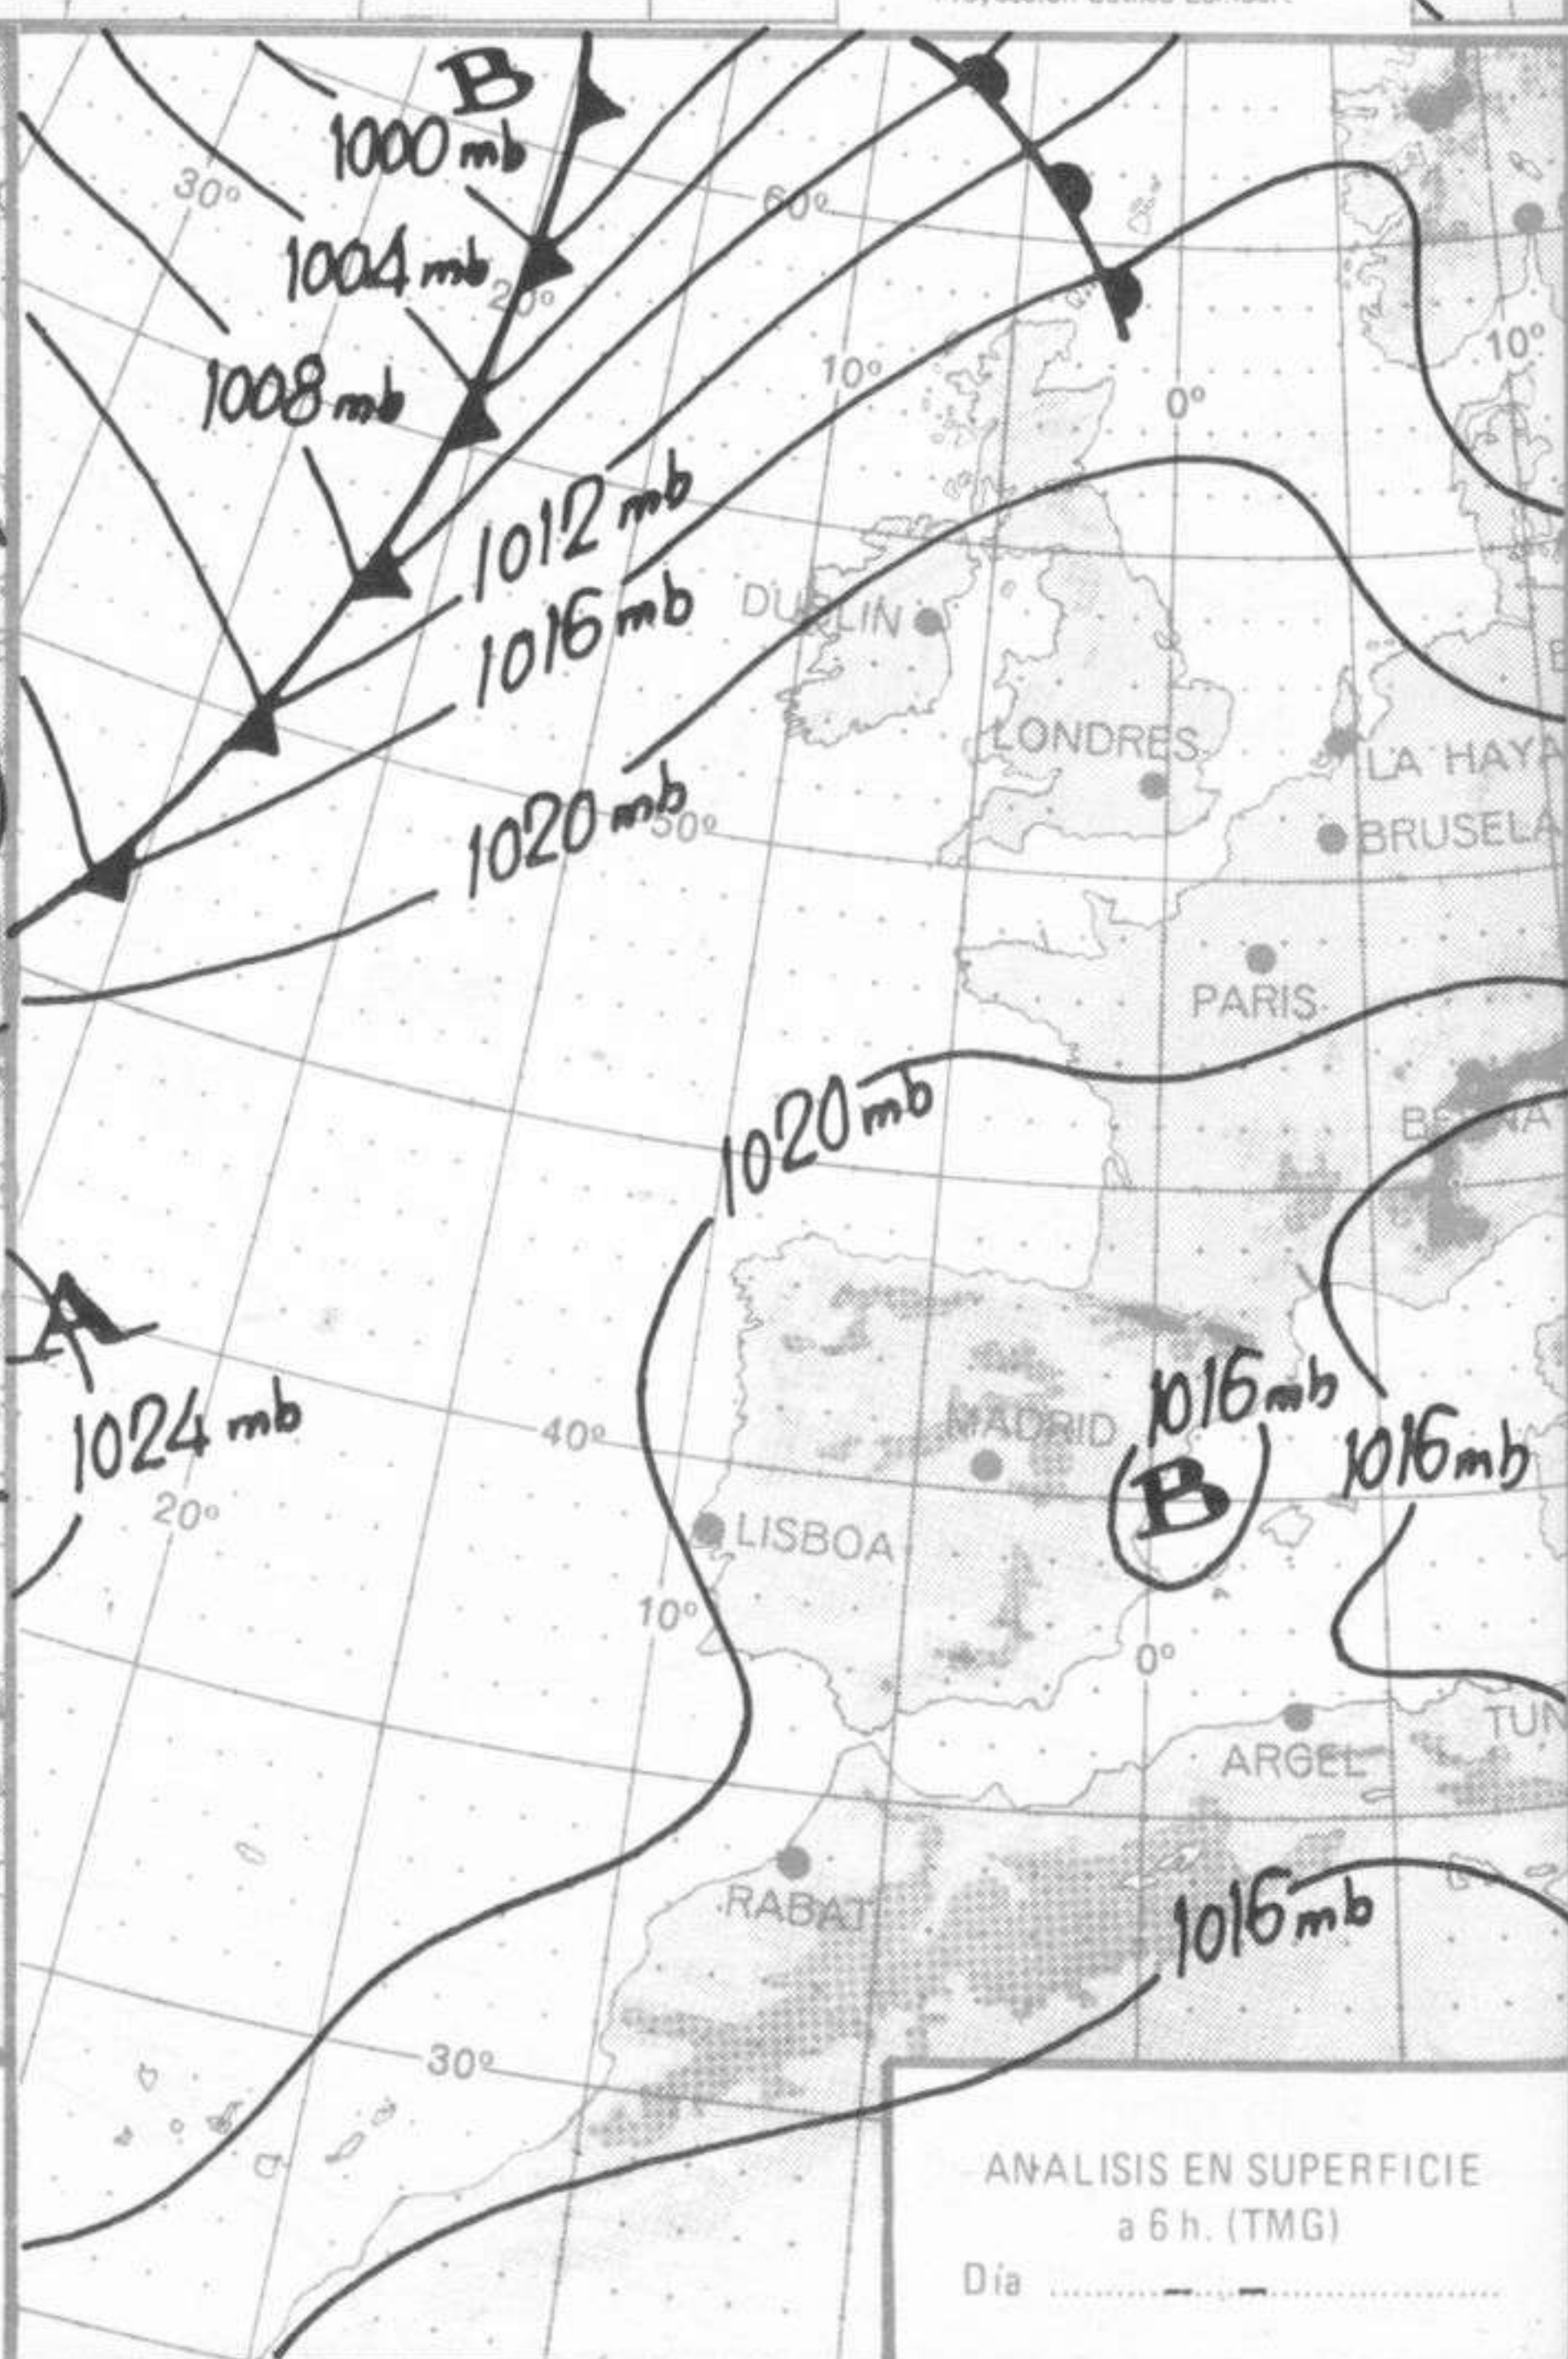 B
1000 mb
30°
60°
1004 mb
20°
10°
10°
1008 mb
0°
1012 mb
DUBLIN
1016 mb
LONDRES
LA HAYA
1020 mb
50°
BRUSELA
PARIS
1020 mb
BERNA
A
1016 mb
1024 mb
40°
MADRID
1016 mb
B
20°
LISBOA
10°
0°
TUN
ARGEL
RABAT
1016 mb
30°
ANALISIS EN SUPERFICIE
a 6 h. (TMG)
Día